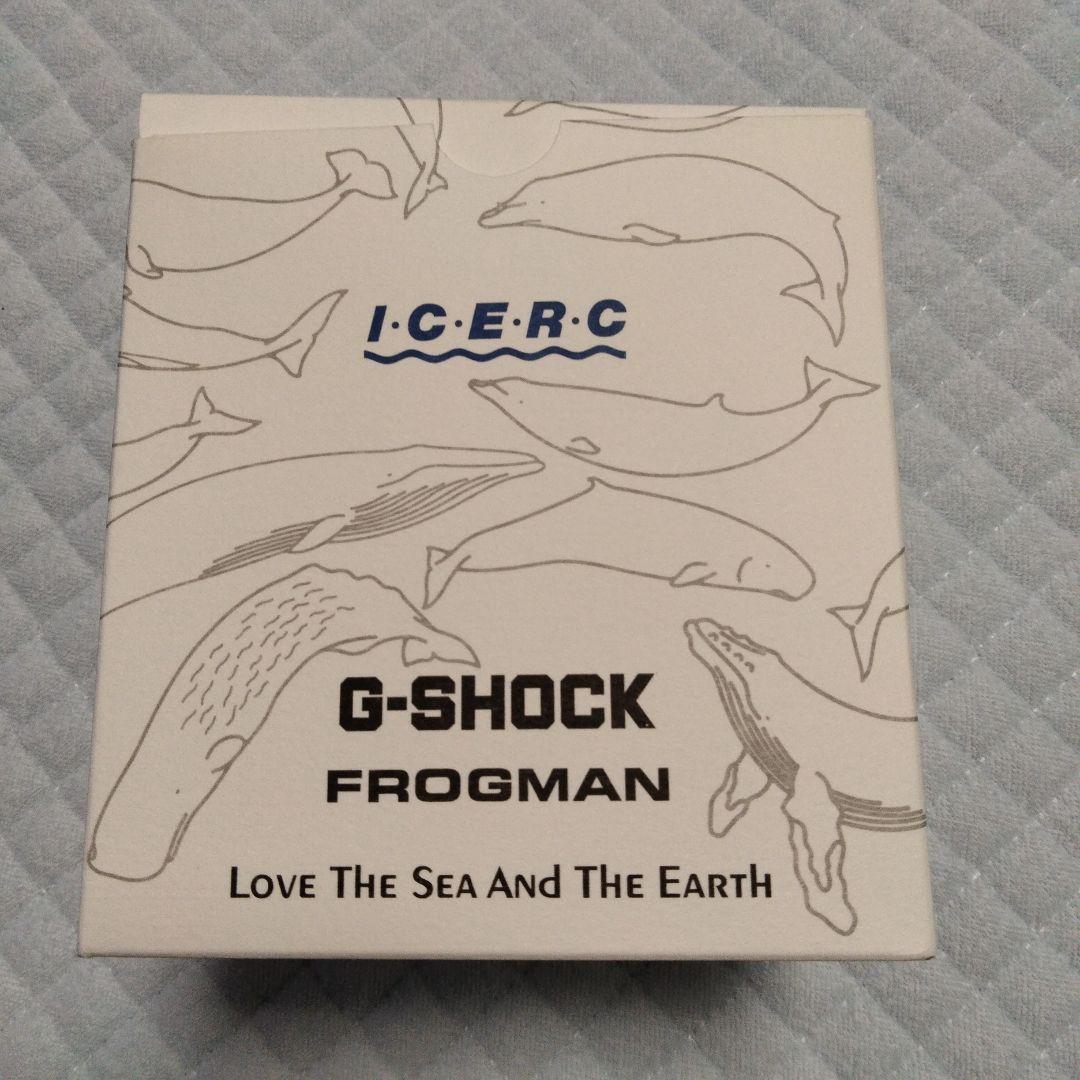 I·C·E·R·C
G-SHOCK
FROGMAN
Love The Sea And The Earth